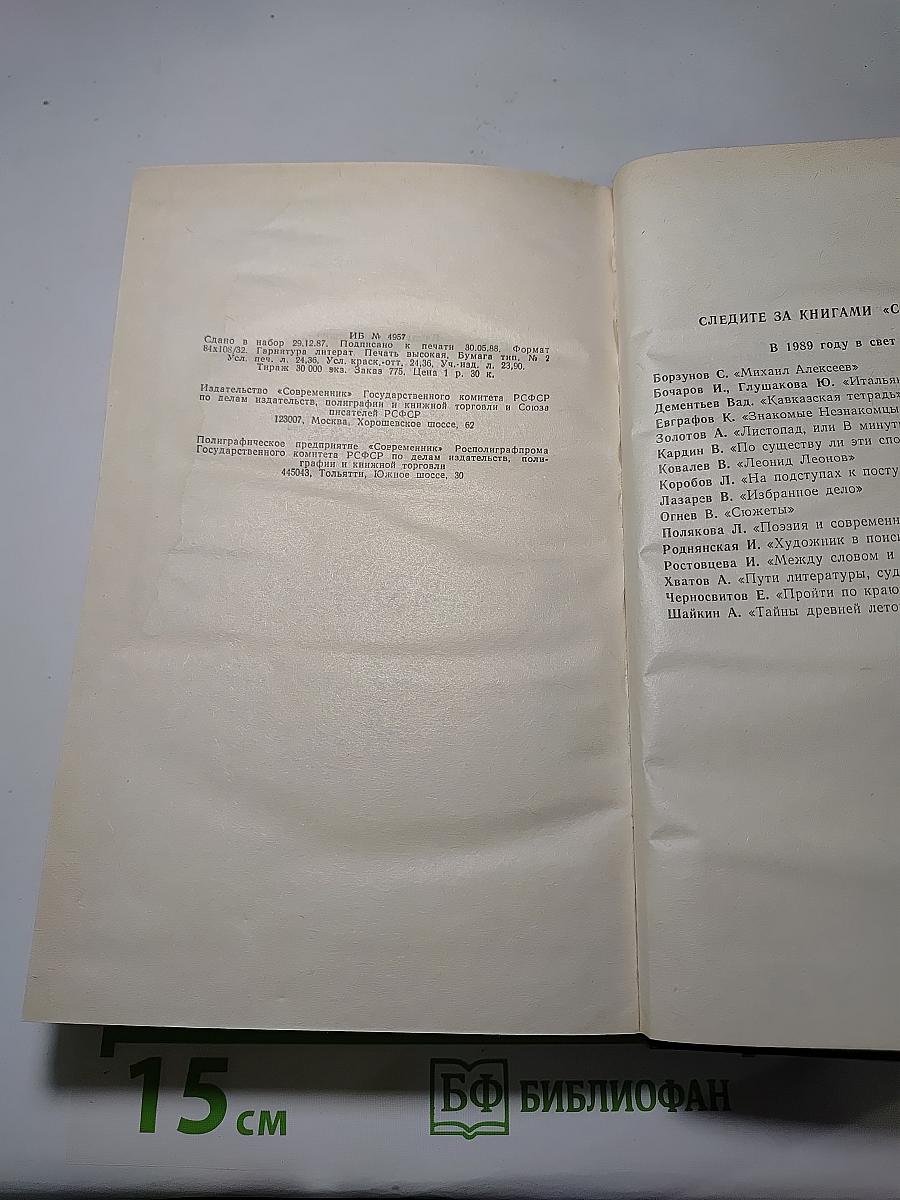 ИБ № 4957
Сдано в набор 29.12.87. Подписано к печати 30.05.88. Формат
84x108/32. Гарнитура литерат. Печать высокая. Бумага тип. № 2
Усл. печ. л. 24,36. Усл. краск.-отт. 24,36. Уч.-изд. л. 23,90.
Тираж 30 000 экз. Заказ 775. Цена 1 р. 30 к.
Издательство «Современник» Государственного комитета РСФСР
по делам издательств, полиграфии и книжной торговли и Союза
писателей РСФСР
123007, Москва, Хорошевское шоссе, 62
Полиграфическое предприятие «Современник» Росполиграфпрома
Государственного комитета РСФСР по делам издательств, поли-
графии и книжной торговли
445043, Тольятти, Южное шоссе, 30
СЛЕДИТЕ ЗА КНИГАМИ «С
В 1989 году в свет
Борзунов С. «Михаил Алексеев»
Бочаров И., Глушакова Ю. «Итальян
Дементьев Вад. «Кавказская тетрадь»
Евграфов К. «Знакомые Незнакомцы
Золотов А. «Листопад, или В минуты
Кардин В. «По существу ли эти спо
Ковалев В. «Леонид Леонов»
Коробов Л. «На подступах к посту
Лазарев В. «Избранное дело»
Огнев В. «Сюжеты»
Полякова Л. «Поэзия и современн
Роднянская И. «Художник в поиск
Ростовцева И. «Между словом и
Хватов А. «Пути литературы, суд
Черносвитов Е. «Пройти по краю
Шайкин А. «Тайны древней лето
15 см
БФ БИБЛИОФАН